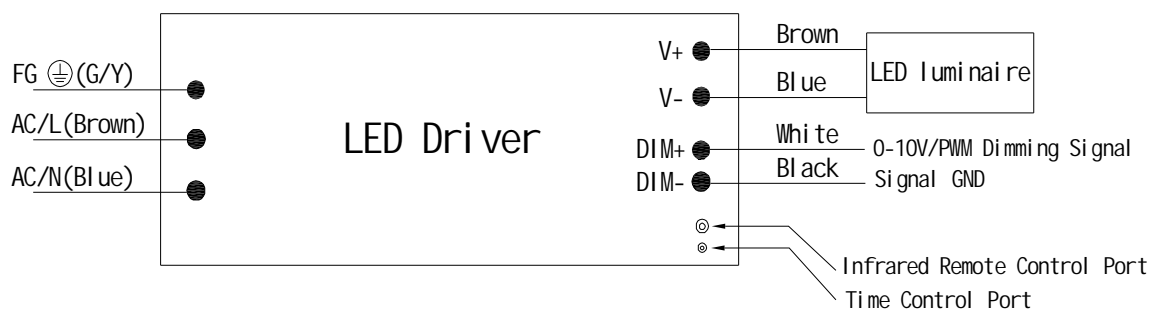 FG (G/Y)
AC/L(Brown)
AC/N(Blue)
LED Driver
V+
Brown
V-
Blue
LED luminaire
DIM+
White
0-10V/PWM Dimming Signal
DIM-
Black
Signal GND
Infrared Remote Control Port
Time Control Port